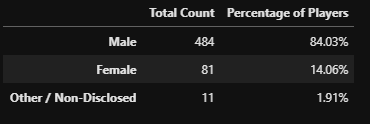 Total Count Percentage of Players
Male 484 84.03%
Female 81 14.06%
Other / Non-Disclosed 11 1.91%